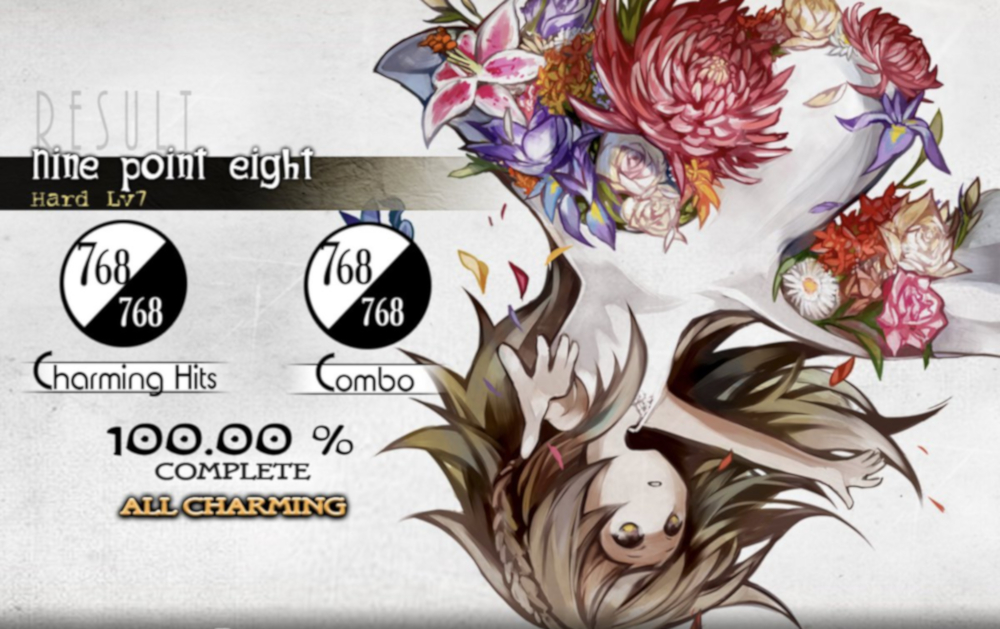 RESULT
nine point eight
Hard Lv7
768
768
Charming Hits
768
768
Combo
100.00 %
COMPLETE
ALL CHARMING